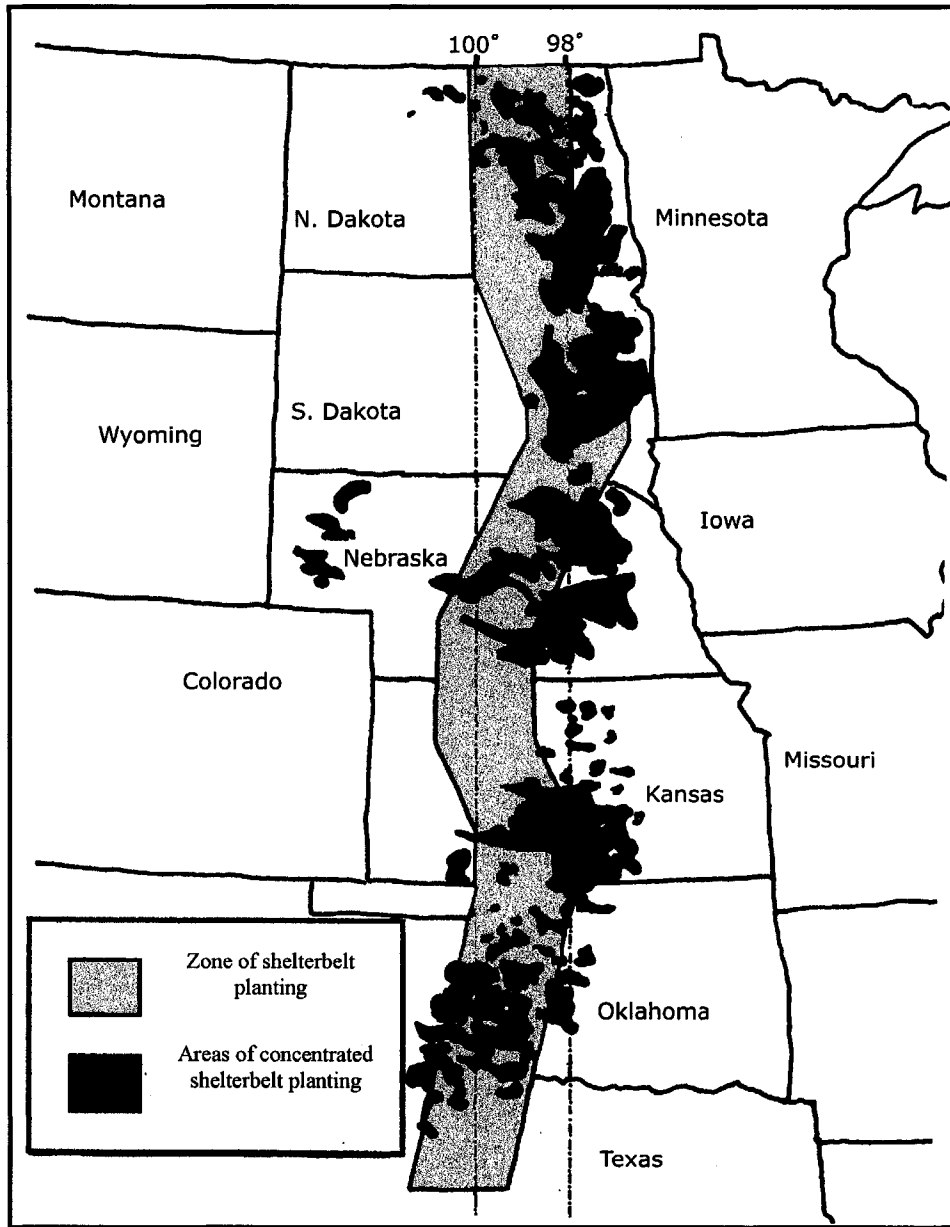 100° 98°
Montana
N. Dakota
Minnesota
S. Dakota
Wyoming
Iowa
Nebraska
Colorado
Missouri
Kansas
Zone of shelterbelt
planting
Oklahoma
Areas of concentrated
shelterbelt planting
Texas